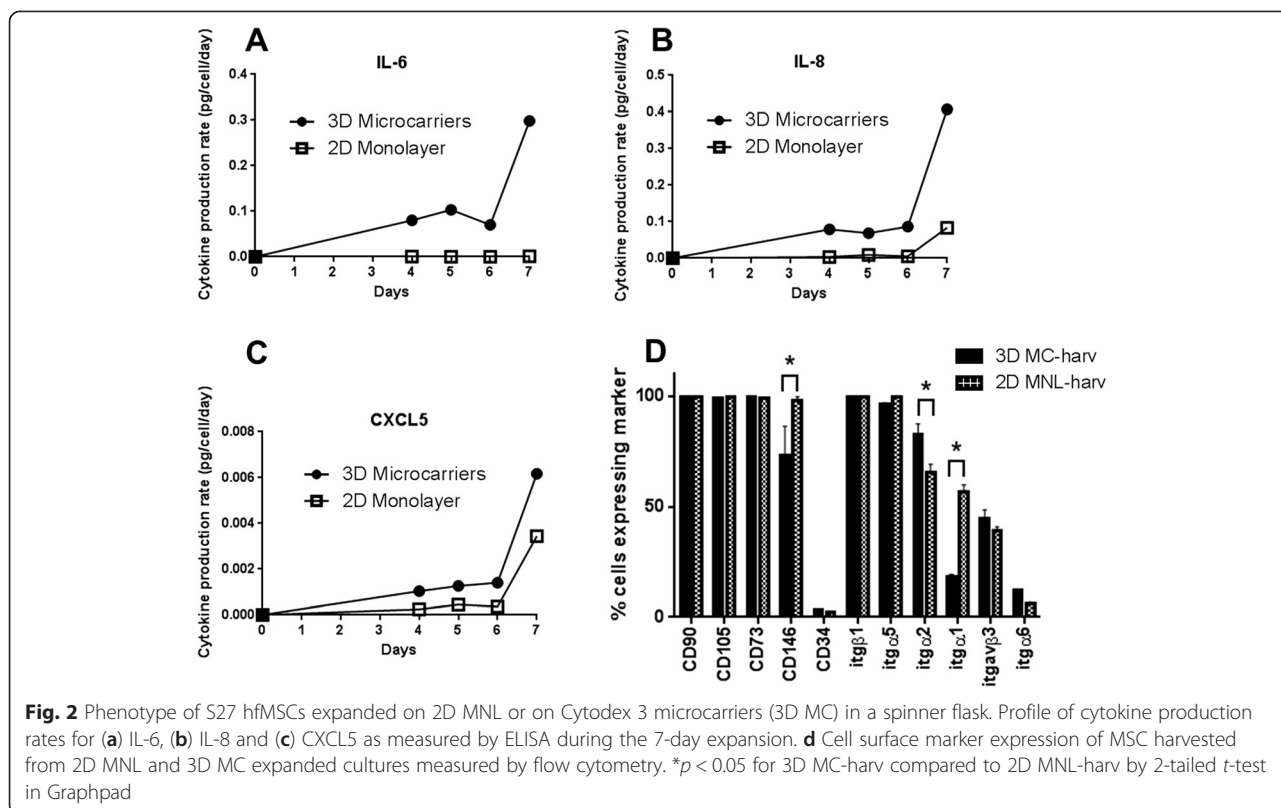 A
IL-6
Cytokine production rate (pg/cell/day)
0.4
0.3
0.2
0.1
0.0
3D Microcarriers
2D Monolayer
0 1 2 3 4 5 6 7
Days
B
IL-8
Cytokine production rate (pg/cell/day)
0.5
0.4
0.3
0.2
0.1
0.0
3D Microcarriers
2D Monolayer
0 1 2 3 4 5 6 7
Days
C
CXCL5
Cytokine production rate (pg/cell/day)
0.008
0.006
0.004
0.002
0.000
3D Microcarriers
2D Monolayer
0 1 2 3 4 5 6 7
Days
D
3D MC-harv
2D MNL-harv
% cells expressing marker
100
50
0
* * *
CD90
CD105
CD73
CD146
CD34
itgβ1
itgα5
itgα2
itgα1
itgavβ3
itgα6
Fig. 2 Phenotype of S27 hfMSCs expanded on 2D MNL or on Cytodex 3 microcarriers (3D MC) in a spinner flask. Profile of cytokine production
rates for (a) IL-6, (b) IL-8 and (c) CXCL5 as measured by ELISA during the 7-day expansion. d Cell surface marker expression of MSC harvested
from 2D MNL and 3D MC expanded cultures measured by flow cytometry. *p < 0.05 for 3D MC-harv compared to 2D MNL-harv by 2-tailed t-test
in Graphpad